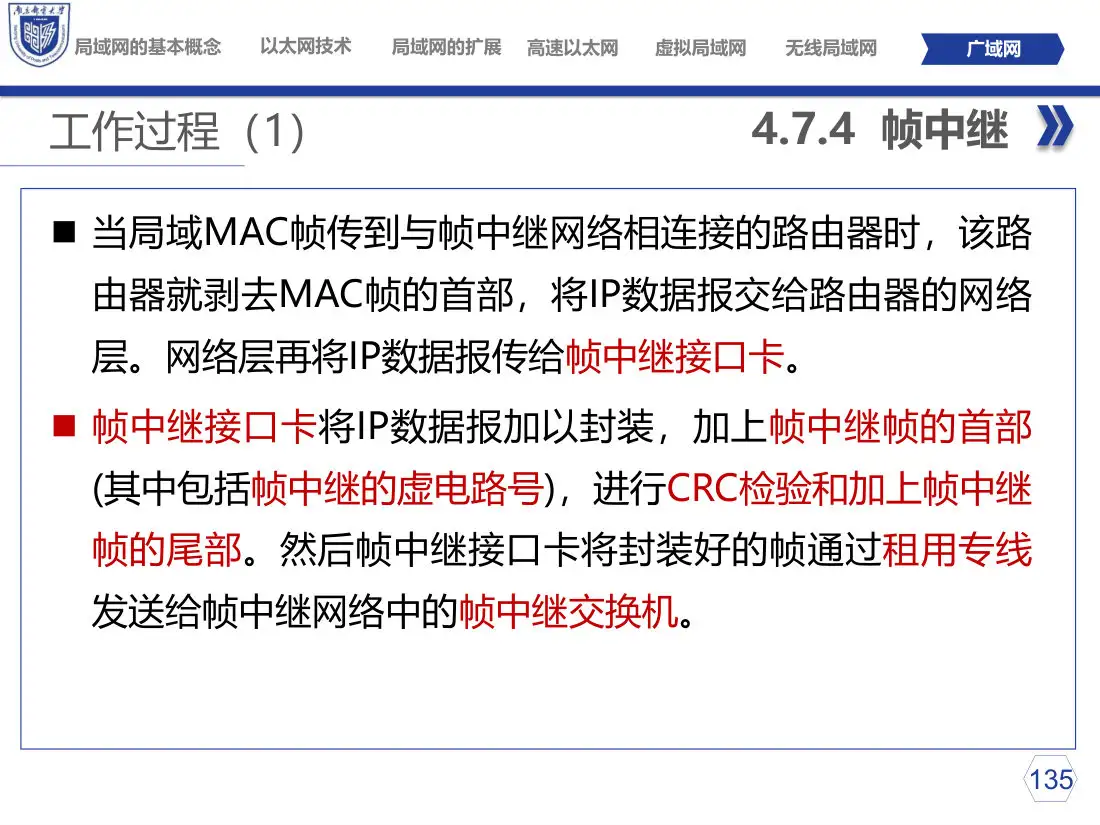 南京邮电大学
局域网的基本概念
以太网技术
局域网的扩展
高速以太网
虚拟局域网
无线局域网
广域网
工作过程（1）
4.7.4 帧中继
当局域MAC帧传到与帧中继网络相连接的路由器时，该路
由器就剥去MAC帧的首部，将IP数据报交给路由器的网络
层。网络层再将IP数据报传给帧中继接口卡。
帧中继接口卡将IP数据报加以封装，加上帧中继帧的首部
(其中包括帧中继的虚电路号)，进行CRC检验和加上帧中继
帧的尾部。然后帧中继接口卡将封装好的帧通过租用专线
发送给帧中继网络中的帧中继交换机。
135